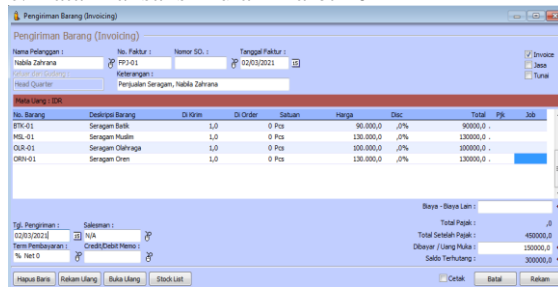 Pengiriman Barang (Invoicing)
Pengiriman Barang (Invoicing)
Nama Pelanggan : No. Faktur : Nomor SO. : Tanggal Faktur :
Nabila Zahrana FPJ-01 02/03/2021 15 Invoice
Keterangan : Jasa
Head Quarter Penjualan Seragam, Nabila Zahrana Tunai
Mata Uang : IDR
No. Barang Deskripsi Barang Di Kirim Di Order Satuan Harga Disc Total Pjk Job
BTK-01 Seragam Batik 1,0 0 Pcs 90.000,0 ,0% 90000,0 .
MSL-01 Seragam Muslim 1,0 0 Pcs 130.000,0 ,0% 130000,0 .
OLR-01 Seragam Olahraga 1,0 0 Pcs 100.000,0 ,0% 100000,0 .
ORN-01 Seragam Oren 1,0 0 Pcs 130.000,0 ,0% 130000,0 .
Biaya - Biaya Lain :
Total Pajak : ,0
Tgl. Pengiriman : Salesman :
02/03/2021 15 N/A Total Setelah Pajak : 450000,0
Term Pembayaran : Credit/Debit Memo : Dibayar / Uang Muka : 150000,0
% Net 0 Saldo Terhutang : 300000,0
Hapus Baris Rekam Ulang Buka Ulang Stock List Cetak Batal Rekam